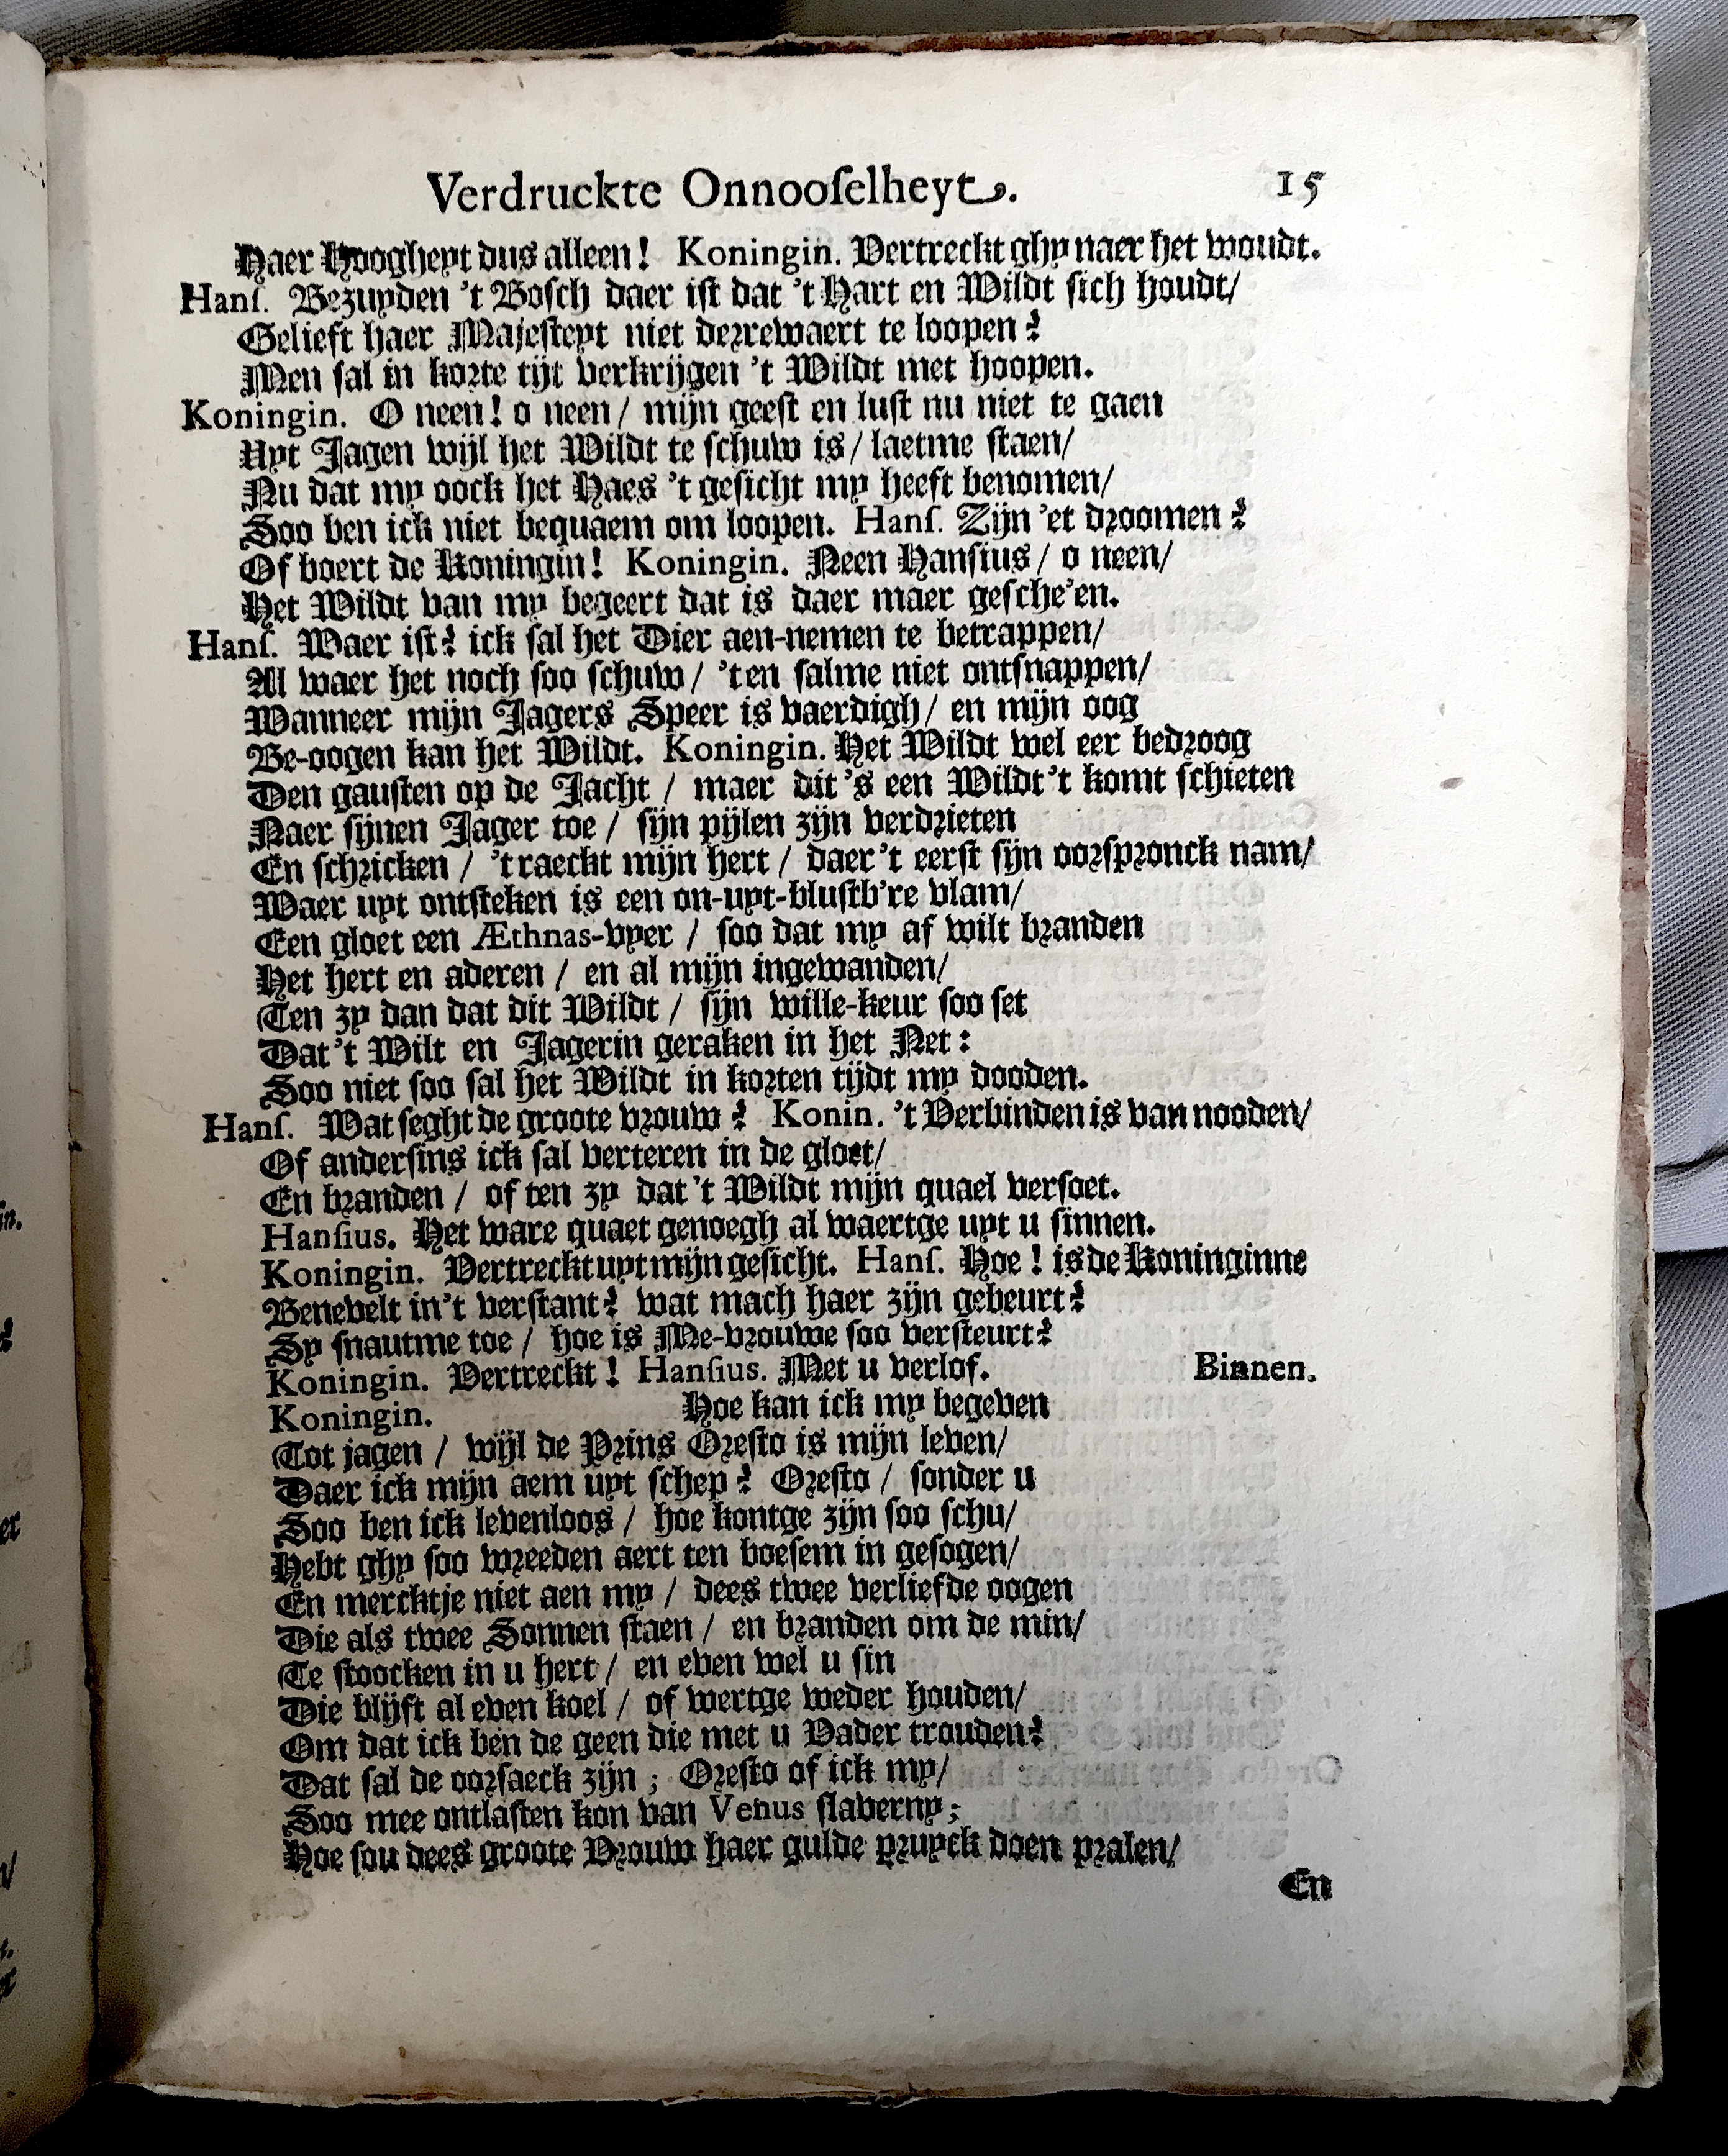 Verdruckte Onnooſelheyt. 15
Haer Hoogheyt dus alleen! Koningin. Vertreckt ghy naer het woudt.
Hanſ. Bezuyden 't Boſch daer iſt dat 't Hart en Wildt ſich houdt/
Gelieft haer Majeſteyt niet derrewaert te loopen?
Men ſal in korte tijt verkrijgen 't Wildt met hoopen.
Koningin. O neen! o neen/ mijn geeſt en luſt nu niet te gaen
Uyt Jagen wijl het Wildt te ſchuw is/ laetme ſtaen/
Nu dat my oock het Haes 't geſicht my heeft benomen/
Soo ben ick niet bequaem om loopen. Hanſ. Zijn 'et droomen?
Of boert de Koningin! Koningin. Neen Hanſius/ o neen/
Het Wildt van my begeert dat is daer maer geſche'en.
Hanſ. Waer iſt? ick ſal het Dier aen-nemen te betrappen/
Al waer het noch ſoo ſchuw/ 't en ſalme niet ontſnappen/
Wanneer mijn Jagers Speer is vaerdigh/ en mijn oog
Be-oogen kan het Wildt. Koningin. Het Wildt wel eer bedroog
Den gauſten op de Jacht/ maer dit 's een Wildt 't komt ſchieten
Naer ſijnen Jager toe/ ſijn pijlen zijn verdrieten
En ſchricken/ 't raeckt mijn hert/ daer 't eerſt ſijn oorſpronck nam/
Waer uyt ontſteken is een on-uyt-bluſtb're vlam/
Een gloet een Æthnas-vyer/ ſoo dat my af wilt branden
Het hert en aderen/ en al mijn ingewanden/
Ten zy dan dat dit Wildt/ ſijn wille-keur ſoo ſet
Dat 't Wilt en Jagerin geraken in het Net:
Soo niet ſoo ſal het Wildt in korten tijdt my dooden.
Hanſ. Wat ſeght de groote vrouw? Konin. 't Verbinden is van nooden/
Of anderſins ick ſal verteren in de gloet/
En branden/ of ten zy dat 't Wildt mijn quael verſoet.
Hanſius. Het ware quaet genoegh al waertge uyt u ſinnen.
Koningin. Vertreckt uyt mijn geſicht. Hanſ. Hoe! is de Koninginne
Benevelt in't verſtant? wat mach haer zijn gebeurt?
Sy ſnautme toe/ hoe is Me-vrouwe ſoo verſteurt?
Koningin. Vertreckt! Hanſius. Met u verlof. Binnen.
Koningin. Hoe kan ick my begeven
Tot jagen/ wijl de Prins Oreſto is mijn leven/
Daer ick mijn aem uyt ſchep? Oreſto/ ſonder u
Soo ben ick levenloos/ hoe kontge zijn ſoo ſchu/
Hebt ghy ſoo wreeden aert ten boeſem in geſogen/
En mercktje niet aen my/ dees twee verliefde oogen
Die als twee Sonnen ſtaen/ en branden om de min/
Te ſtoocken in u hert/ en even wel u ſin
Die blijft al even koel/ of wertge weder houden/
Om dat ick ben de geen die met u Vader trouden?
Dat ſal de oorſaeck zijn; Oreſto of ick my/
Soo mee ontlaſten kon van Venus ſlaverny;
Hoe ſou dees groote Vrouw haer gulde pruyck doen pralen/
En